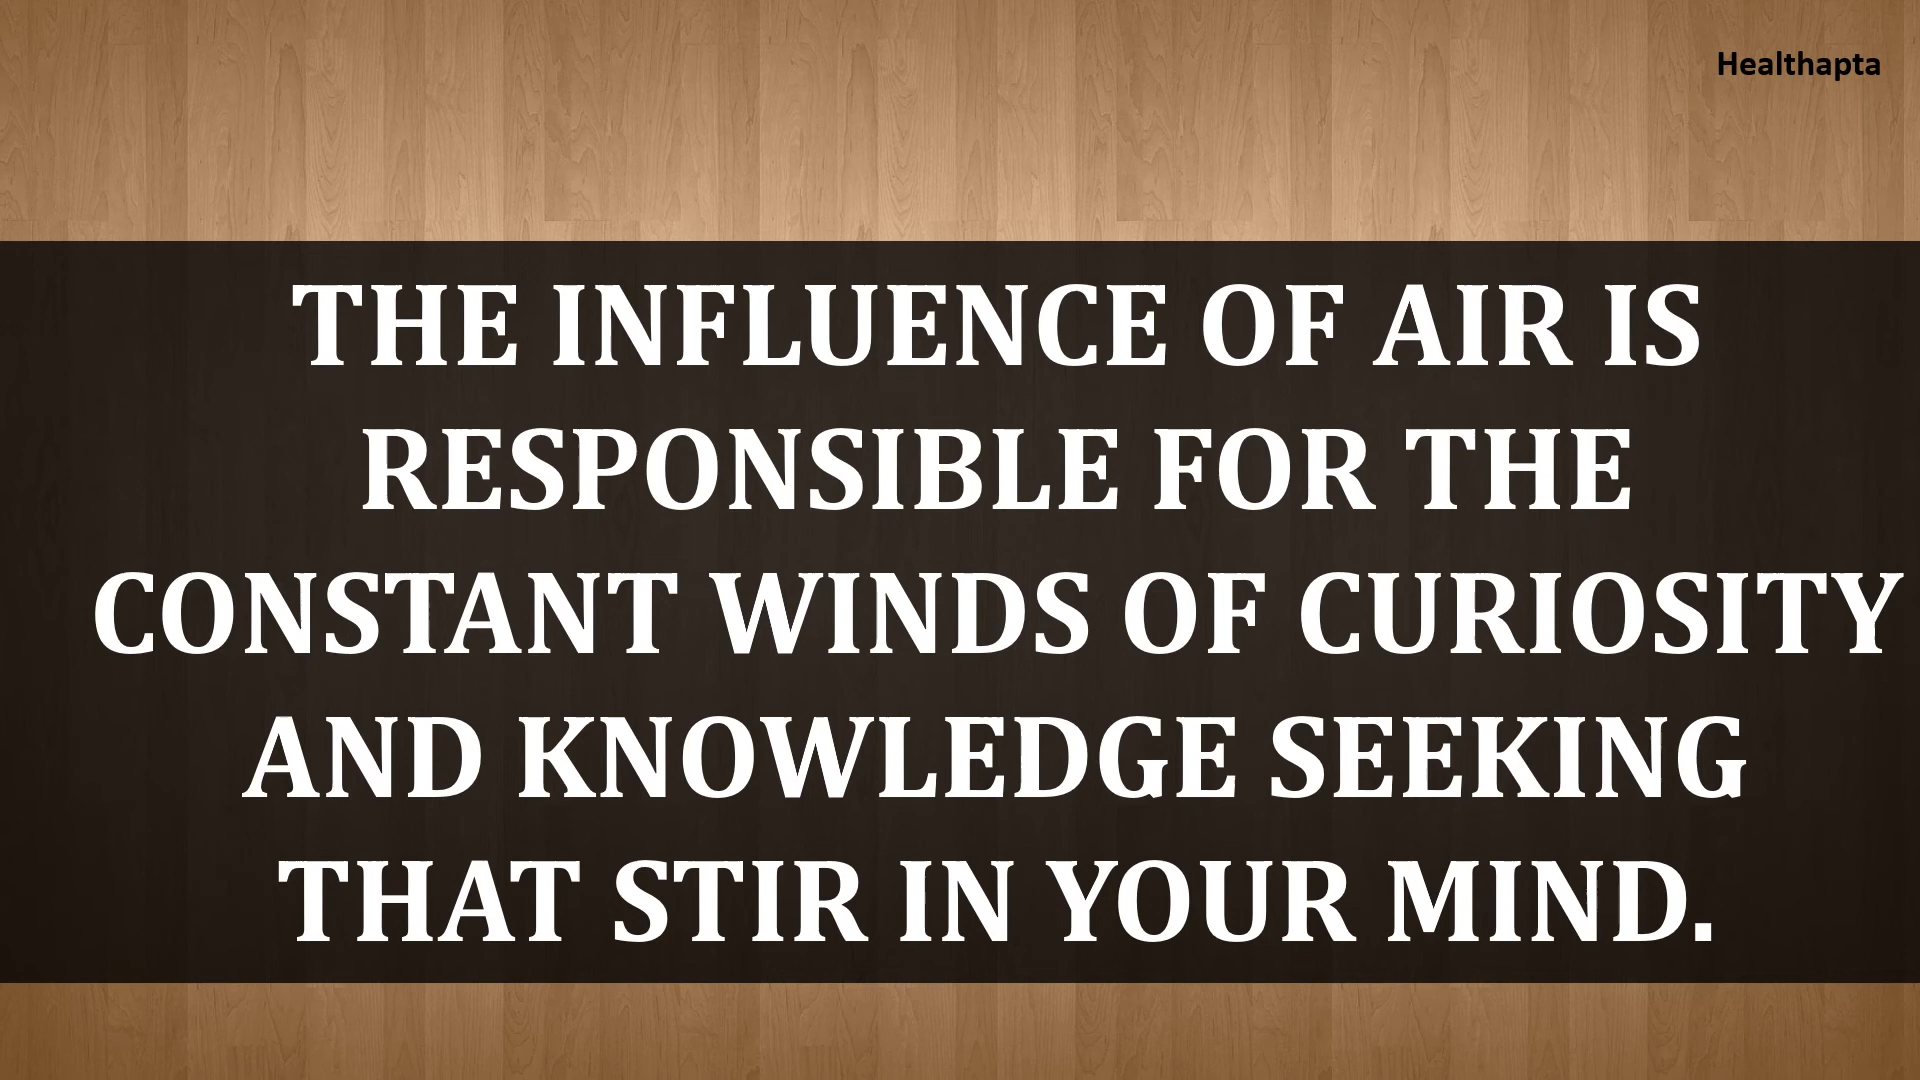 Healthapta
THE INFLUENCE OF AIR IS
RESPONSIBLE FOR THE
CONSTANT WINDS OF CURIOSITY
AND KNOWLEDGE SEEKING
THAT STIR IN YOUR MIND.